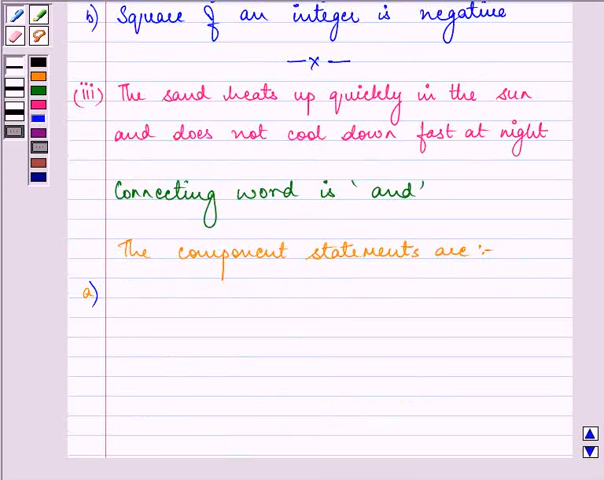 b) Square of an integer is negative
—x—
(iii) The sand heats up quickly in the sun
and does not cool down fast at night
Connecting word is 'and'
The component statements are :-
a)